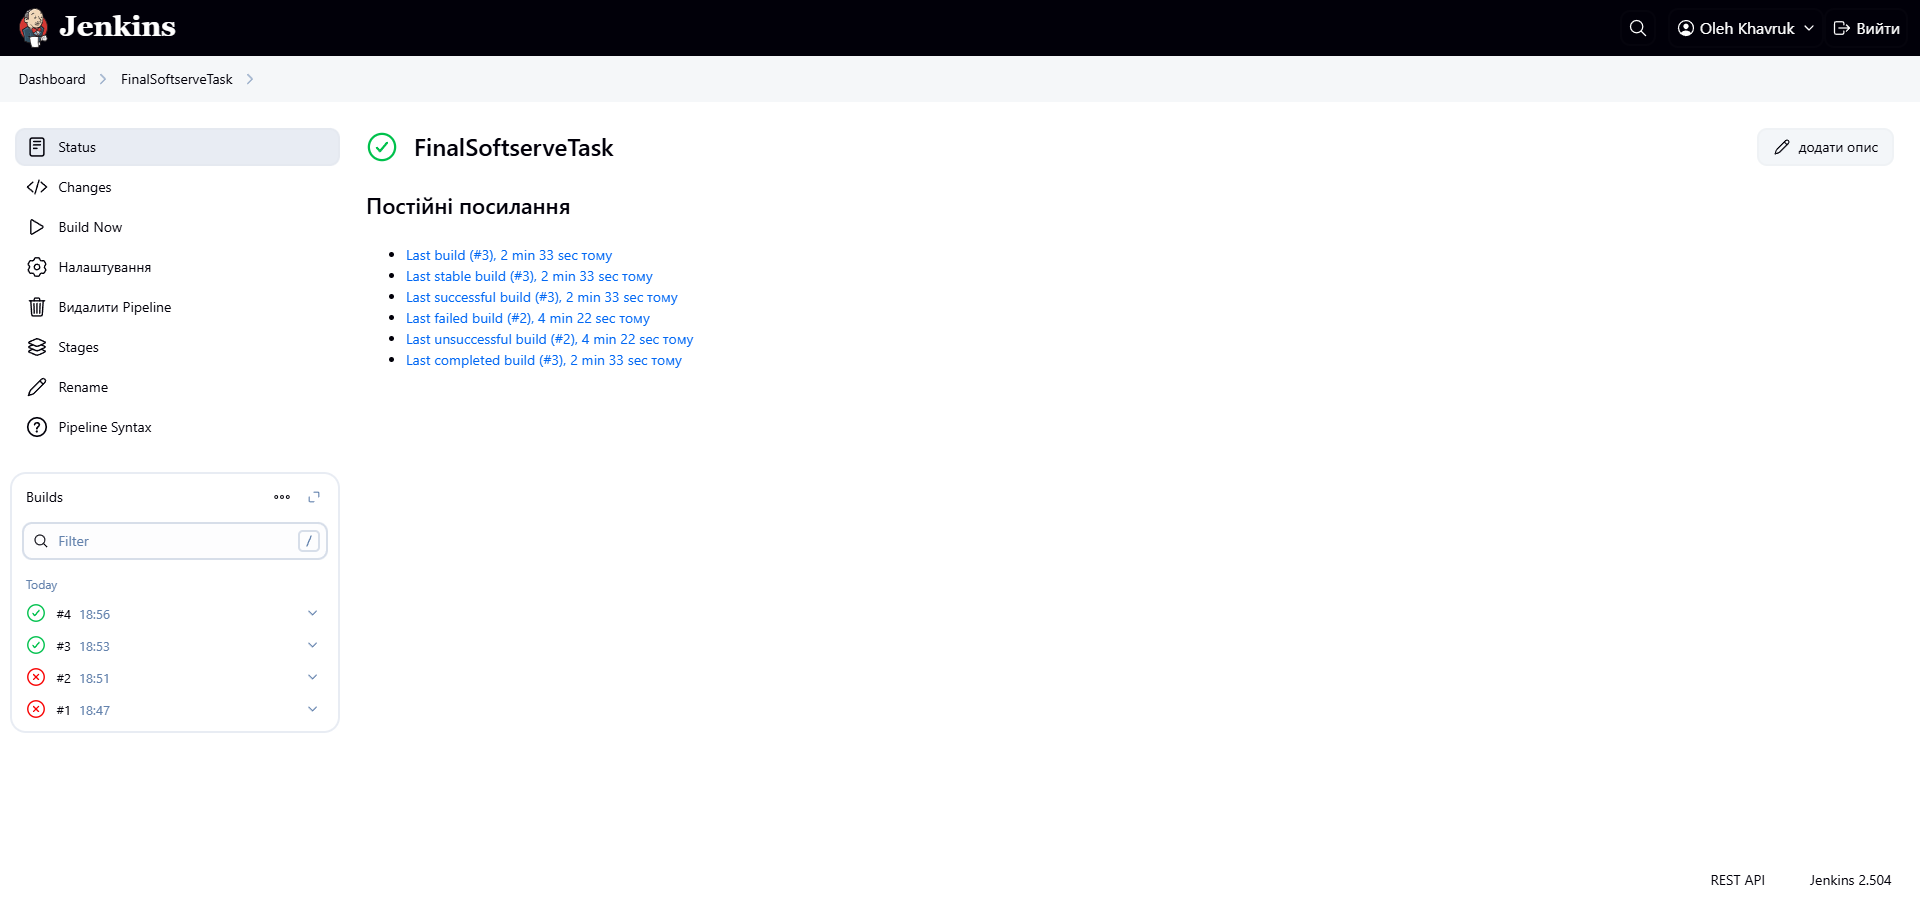 Jenkins
Oleh Khavruk
Вийти
Dashboard
FinalSoftserveTask
Status
Changes
Build Now
Налаштування
Видалити Pipeline
Stages
Rename
Pipeline Syntax
Builds
Filter
/
Today
#4 18:56
#3 18:53
#2 18:51
#1 18:47
FinalSoftserveTask
додати опис
Постійні посилання
Last build (#3), 2 min 33 sec тому
Last stable build (#3), 2 min 33 sec тому
Last successful build (#3), 2 min 33 sec тому
Last failed build (#2), 4 min 22 sec тому
Last unsuccessful build (#2), 4 min 22 sec тому
Last completed build (#3), 2 min 33 sec тому
REST API
Jenkins 2.504